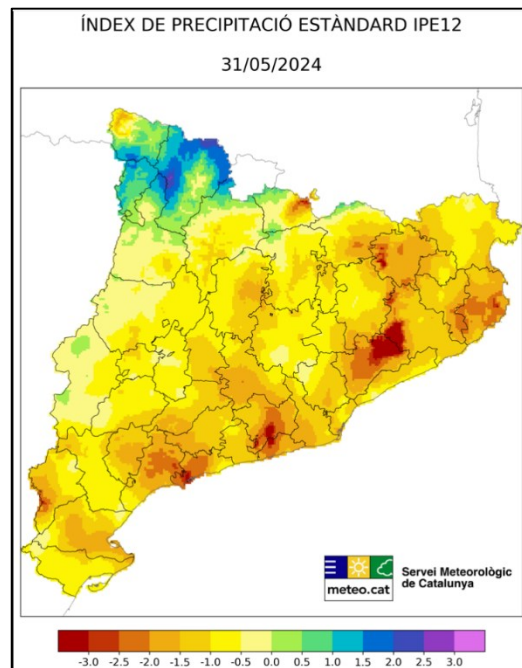 ÍNDEX DE PRECIPITACIÓ ESTÀNDARD IPE12
31/05/2024
meteo.cat
Servei Meteorològic
de Catalunya
-3.0 -2.5 -2.0 -1.5 -1.0 -0.5 0.0 0.5 1.0 1.5 2.0 2.5 3.0